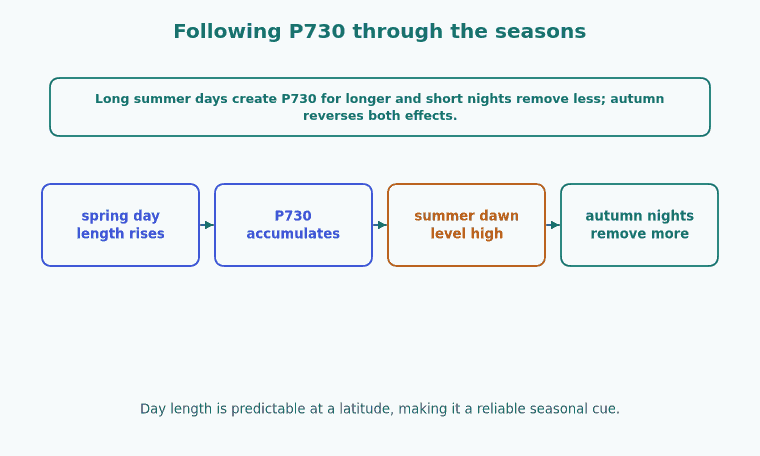 Following P730 through the seasons
Long summer days create P730 for longer and short nights remove less; autumn
reverses both effects.
spring day
length rises
P730
accumulates
summer dawn
level high
autumn nights
remove more
Day length is predictable at a latitude, making it a reliable seasonal cue.